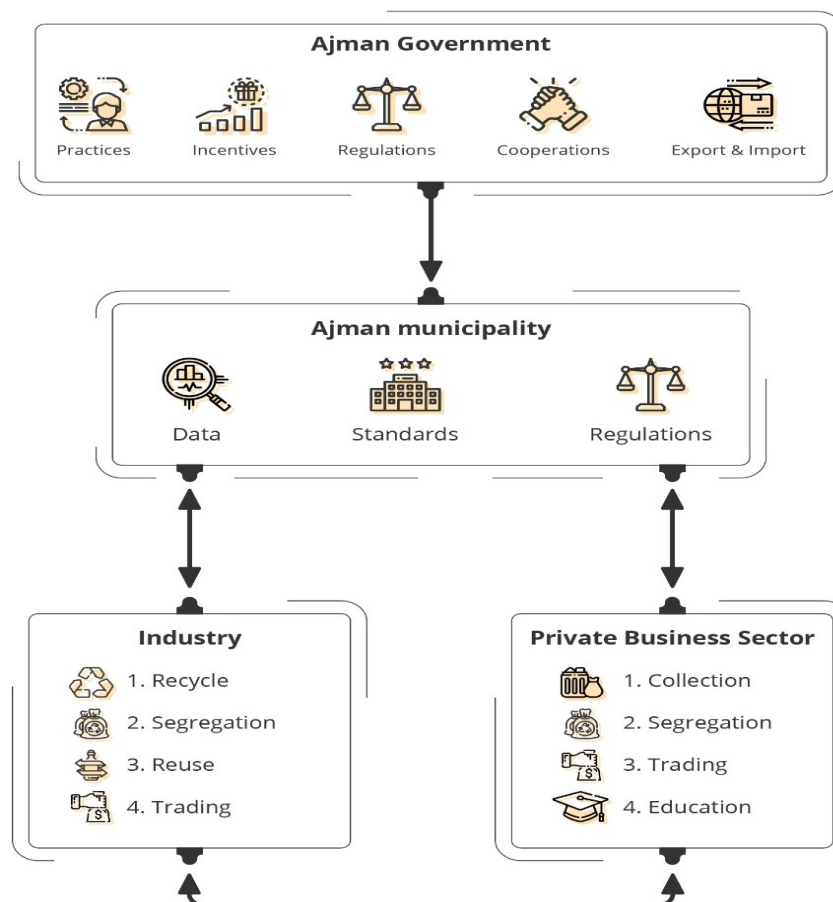 Ajman Government
Practices
Incentives
Regulations
Cooperations
Export & Import
Ajman municipality
Data
Standards
Regulations
Industry
1. Recycle
2. Segregation
3. Reuse
4. Trading
Private Business Sector
1. Collection
2. Segregation
3. Trading
4. Education